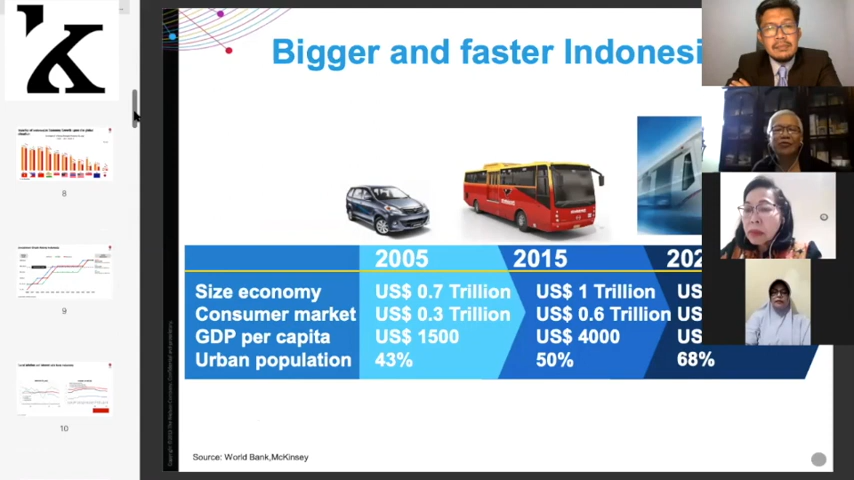 Bigger and faster Indonesi
2005
2015
202
Size economy
US$ 0.7 Trillion
US$ 1 Trillion
US$
Consumer market
US$ 0.3 Trillion
US$ 0.6 Trillion
US$
GDP per capita
US$ 1500
US$ 4000
US$
Urban population
43%
50%
68%
Source: World Bank,McKinsey
8
9
10